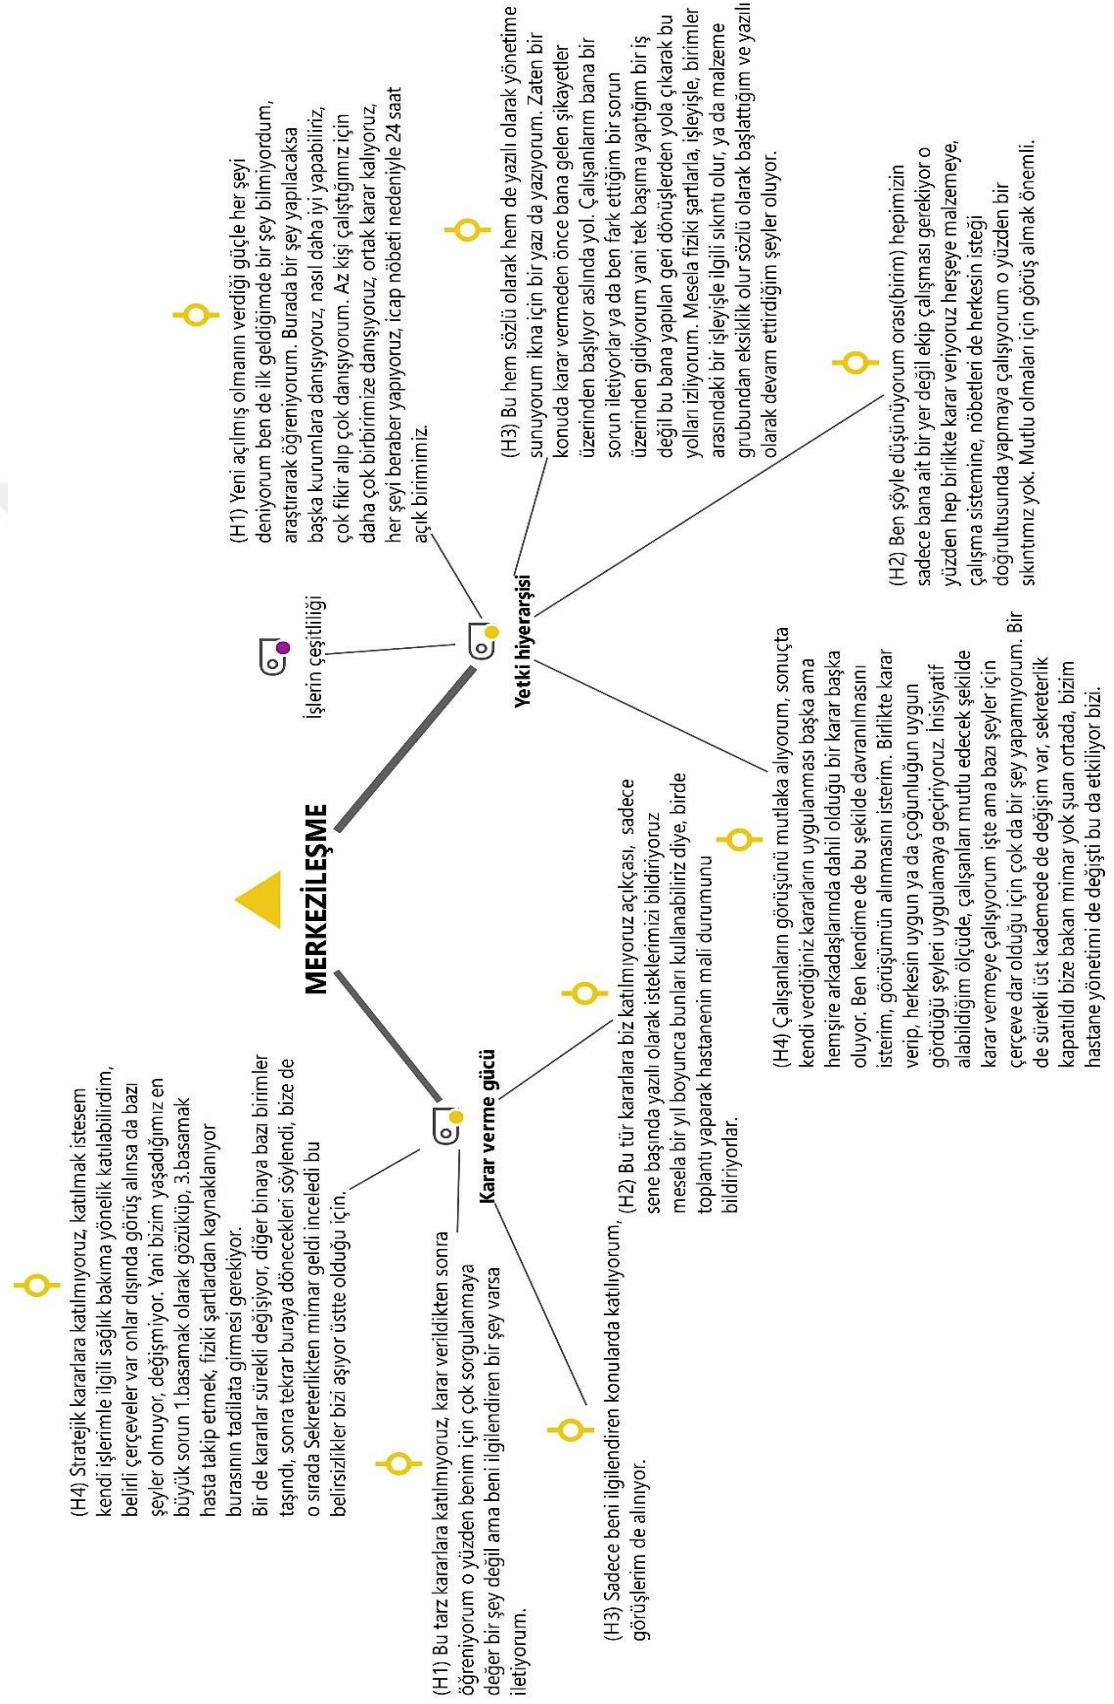 MERKEZİLEŞME
Karar verme gücü
(H4) Stratejik kararlara katılmıyoruz, katılmak istesem
kendi işlerimle ilgili sağlık bakıma yönelik katılabilirdim,
belirli çerçeveler var onlar dışında görüş alınsa da bazı
şeyler olmuyor, değişmiyor. Yani bizim yaşadığımız en
büyük sorun 1.basamak olarak gözüküp, 3.basamak
hasta takip etmek, fiziki şartlardan kaynaklanıyor
burasının tadilata girmesi gerekiyor.
Bir de kararlar sürekli değişiyor, diğer binaya bazı birimler
taşındı, sonra tekrar buraya dönecekleri söylendi, bize de
o sırada Sekreterlikten mimar geldi inceledi bu
belirsizlikler bizi aşıyor üstte olduğu için.
(H1) Bu tarz kararlara katılmıyoruz, karar verildikten sonra
öğreniyorum o yüzden benim için çok sorgulanmaya
değer bir şey değil ama beni ilgilendiren bir şey varsa
iletiyorum.
(H3) Sadece beni ilgilendiren konularda katılıyorum,
görüşlerim de alınıyor.
(H2) Bu tür kararlara biz katılmıyoruz açıkçası, sadece
sene başında yazılı olarak isteklerimizi bildiriyoruz
mesela bir yıl boyunca bunları kullanabiliriz diye, birde
toplantı yaparak hastanenin mali durumunu
bildiriyorlar.
İşlerin çeşitliliği
Yetki hiyerarşisi
(H1) Yeni açılmış olmanın verdiği güçle her şeyi
deniyorum ben de ilk geldiğimde bir şey bilmiyordum,
araştırarak öğreniyorum. Burada bir şey yapılacaksa
başka kurumlara danışıyoruz, nasıl daha iyi yapabiliriz,
çok fikir alıp çok danışıyorum. Az kişi çalıştığımız için
daha çok birbirimize danışıyoruz, ortak karar kalıyoruz,
her şeyi beraber yapıyoruz, icap nöbeti nedeniyle 24 saat
açık birimimiz.
(H3) Bu hem sözlü olarak hem de yazılı olarak yönetime
sunuyorum ikna için bir yazı da yazıyorum. Zaten bir
konuda karar vermeden önce bana gelen şikayetler
üzerinden başlıyor aslında yol. Çalışanlarım bana bir
sorun iletiyorlar ya da ben fark ettiğim bir sorun
üzerinden gidiyorum yani tek başıma yaptığım bir iş
değil bu bana yapılan geri dönüşlerden yola çıkarak bu
yolları izliyorum. Mesela fiziki şartlarla, işleyişle, birimler
arasındaki bir işleyişle ilgili sıkıntı olur, ya da malzeme
grubundan eksiklik olur sözlü olarak başlattığım ve yazılı
olarak devam ettirdiğim şeyler oluyor.
(H2) Ben şöyle düşünüyorum orası(birim) hepimizin
sadece bana ait bir yer değil ekip çalışması gerekiyor o
yüzden hep birlikte karar veriyoruz herşeye malzemeye,
çalışma sistemine, nöbetleri de herkesin isteği
doğrultusunda yapmaya çalışıyorum o yüzden bir
sıkıntımız yok. Mutlu olmaları için görüş almak önemli.
(H4) Çalışanların görüşünü mutlaka alıyorum, sonuçta
kendi verdiğiniz kararların uygulanması başka ama
hemşire arkadaşlarında dahil olduğu bir karar başka
oluyor. Ben kendime de bu şekilde davranılmasını
isterim, görüşümün alınmasını isterim. Birlikte karar
verip, herkesin uygun ya da çoğunluğun uygun
gördüğü şeyleri uygulamaya geçiriyoruz. İnisiyatif
alabildiğim ölçüde, çalışanları mutlu edecek şekilde
karar vermeye çalışıyorum işte ama bazı şeyler için
çerçeve dar olduğu için çok da bir şey yapamıyorum. Bir
de sürekli üst kademede de değişim var, sekreterlik
kapatıldı bize bakan mimar yok şuan ortada, bizim
hastane yönetimi de değişti bu da etkiliyor bizi.